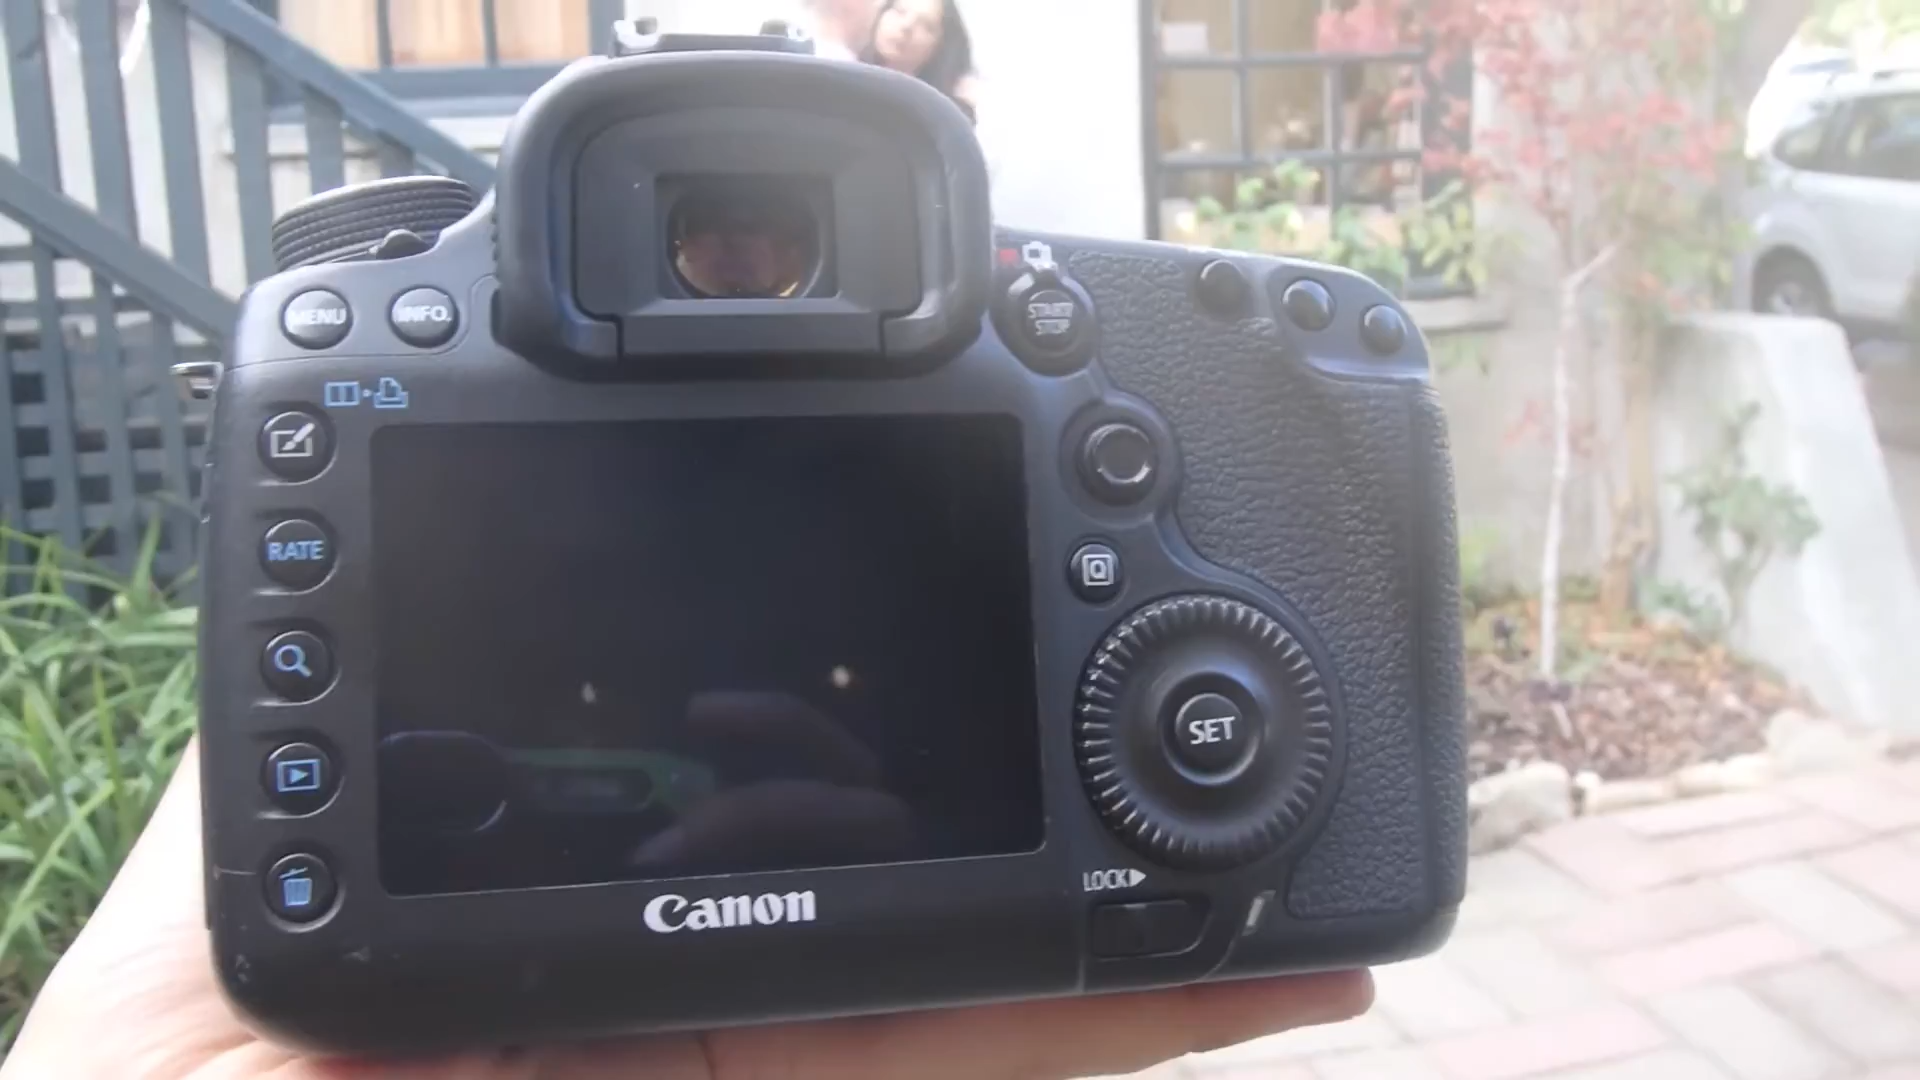 MENU
INFO.
START/
STOP
RATE
Q
SET
LOCK▶
Canon